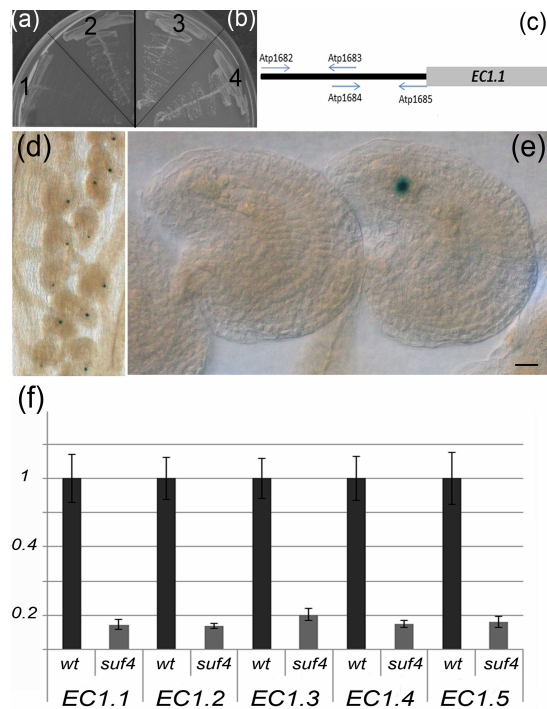 (a)
2
3
(b)
(c)
1
4
Atp1682
Atp1683
EC1.1
Atp1684
Atp1685
(d)
(e)
(f)
1
0.4
0.2
wt suf4 wt suf4 wt suf4 wt suf4 wt suf4
EC1.1 EC1.2 EC1.3 EC1.4 EC1.5